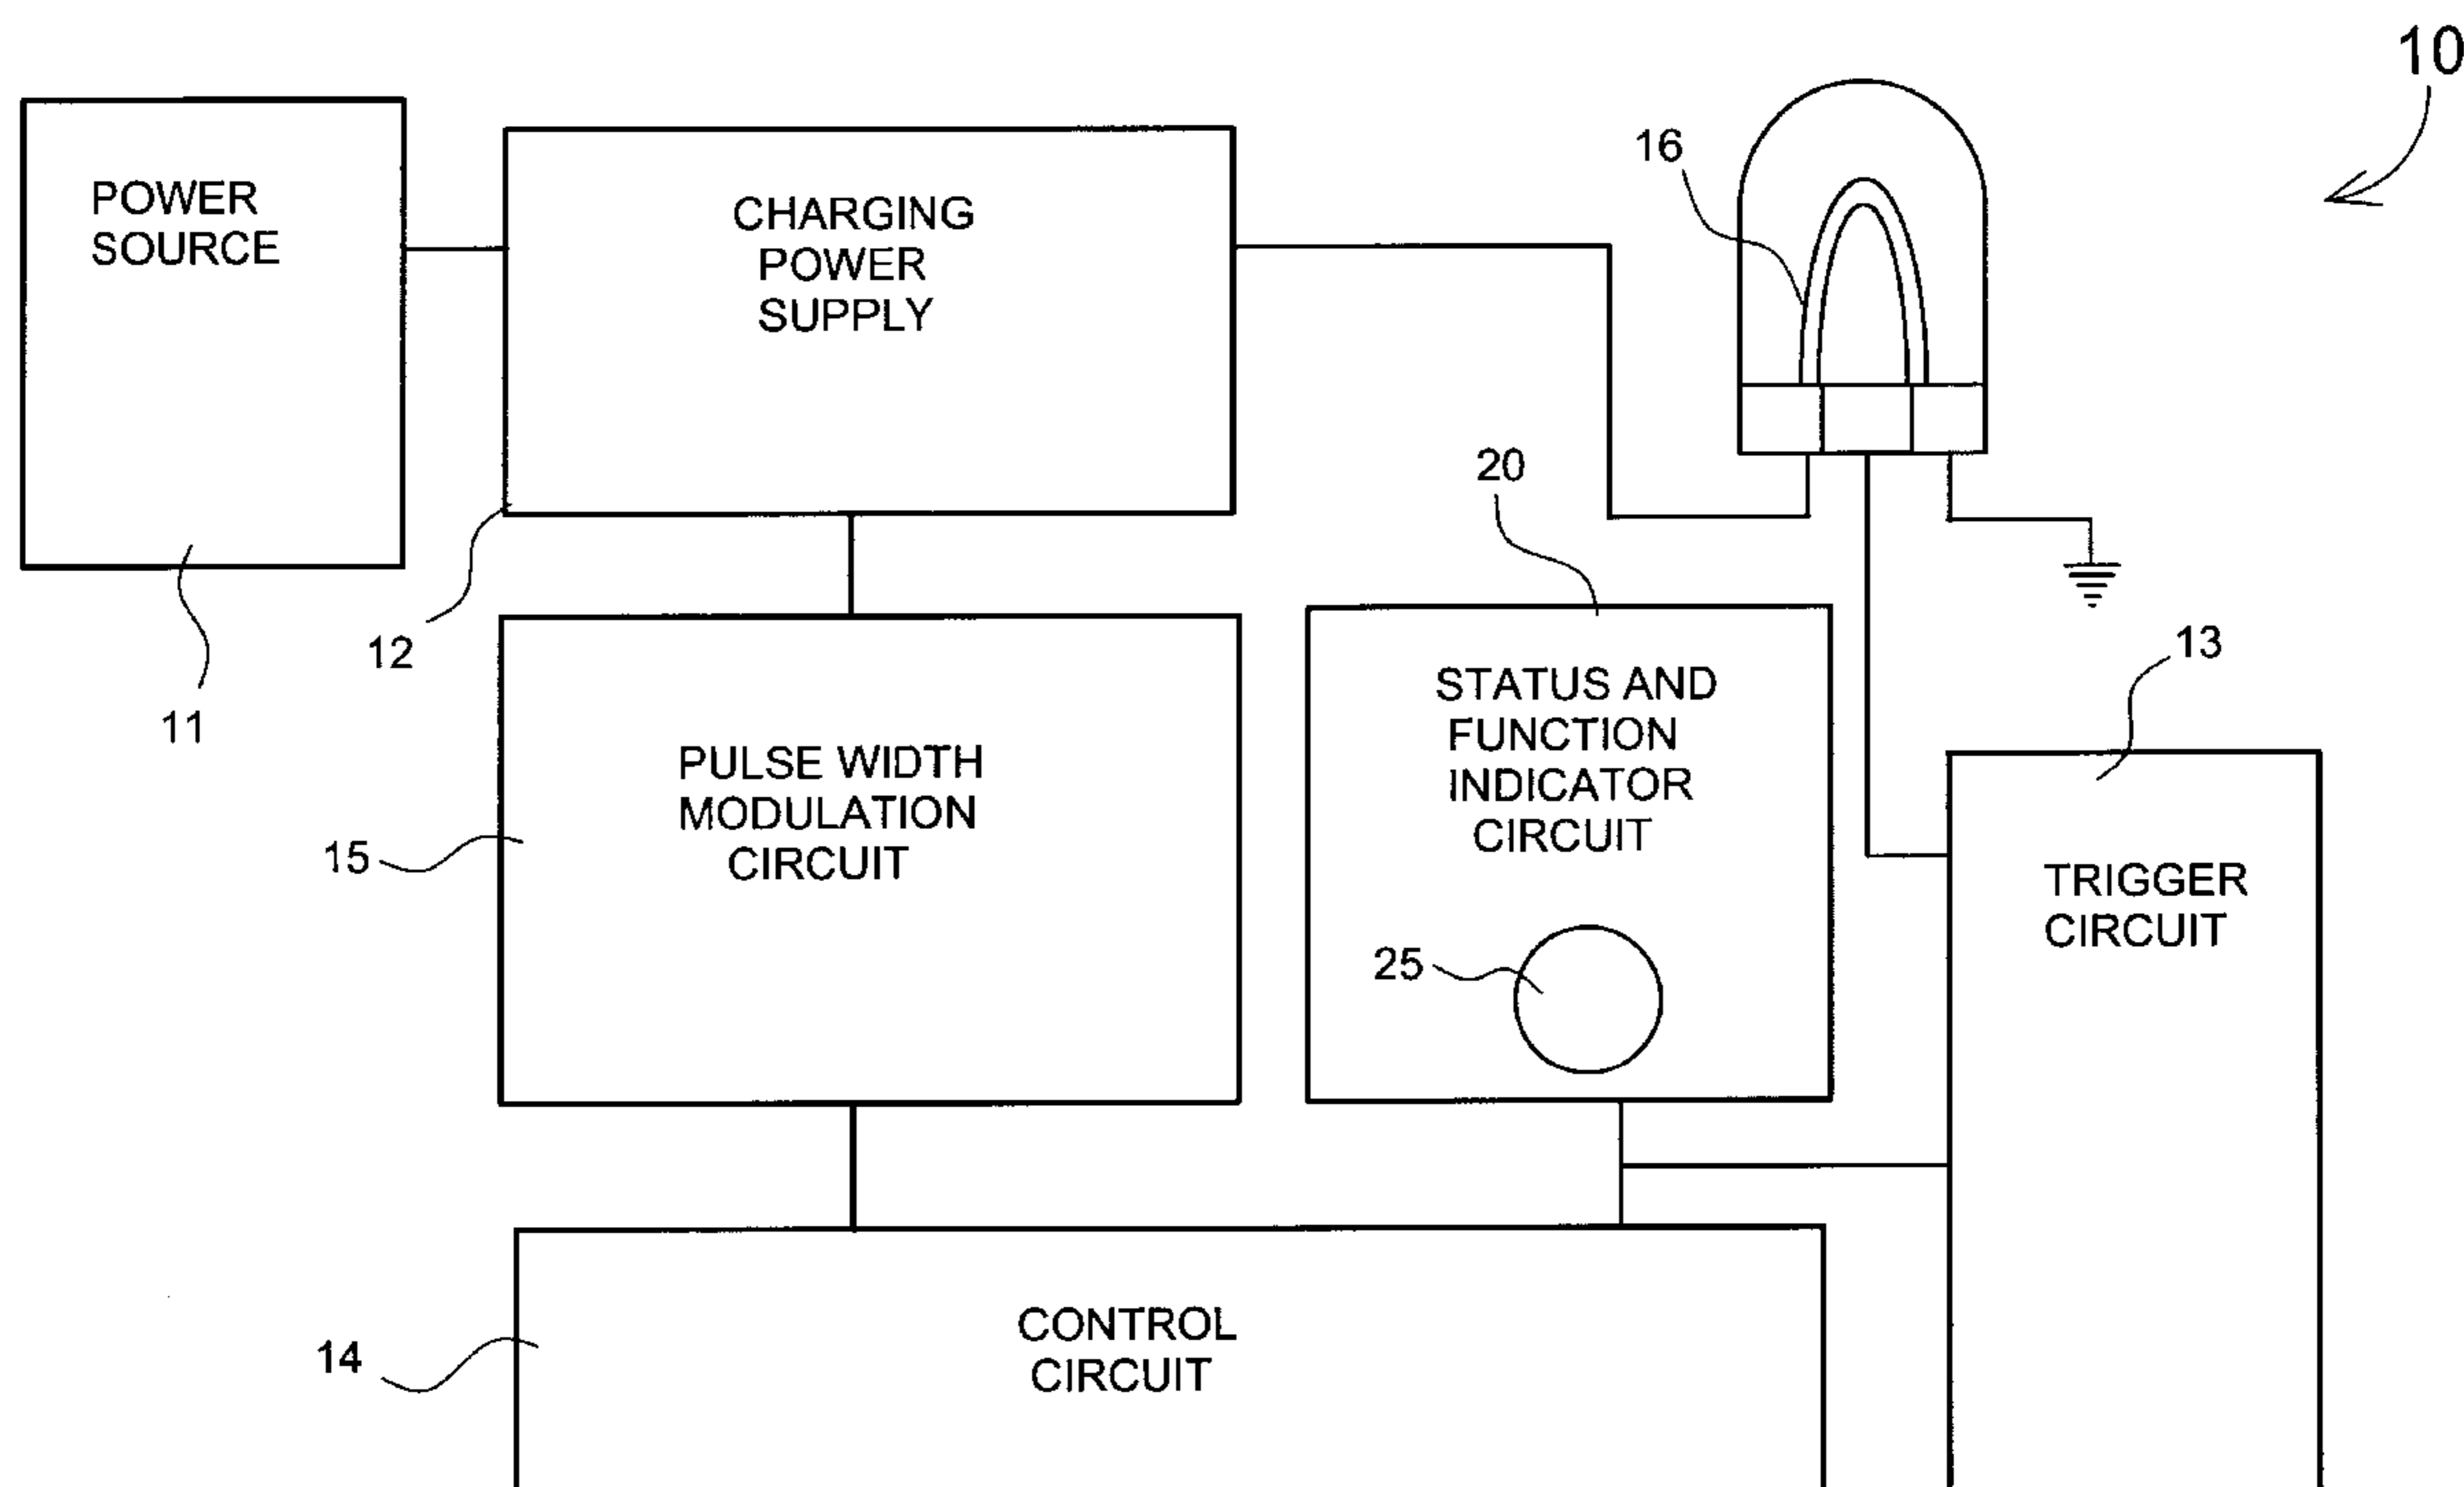 10
16
POWER
SOURCE
CHARGING
POWER
SUPPLY
11
12
20
13
PULSE WIDTH
MODULATION
CIRCUIT
15
STATUS AND
FUNCTION
INDICATOR
CIRCUIT
25
TRIGGER
CIRCUIT
14
CONTROL
CIRCUIT